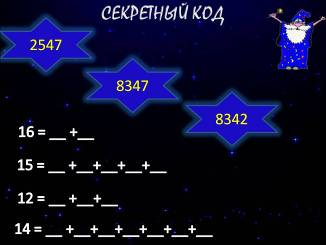 СЕКРЕТНЫЙ КОД
2547
8347
8342
16 = __ +__
15 = __ +__+__+__+__
12 = __ +__+__
14 = __ +__+__+__+__+__+__